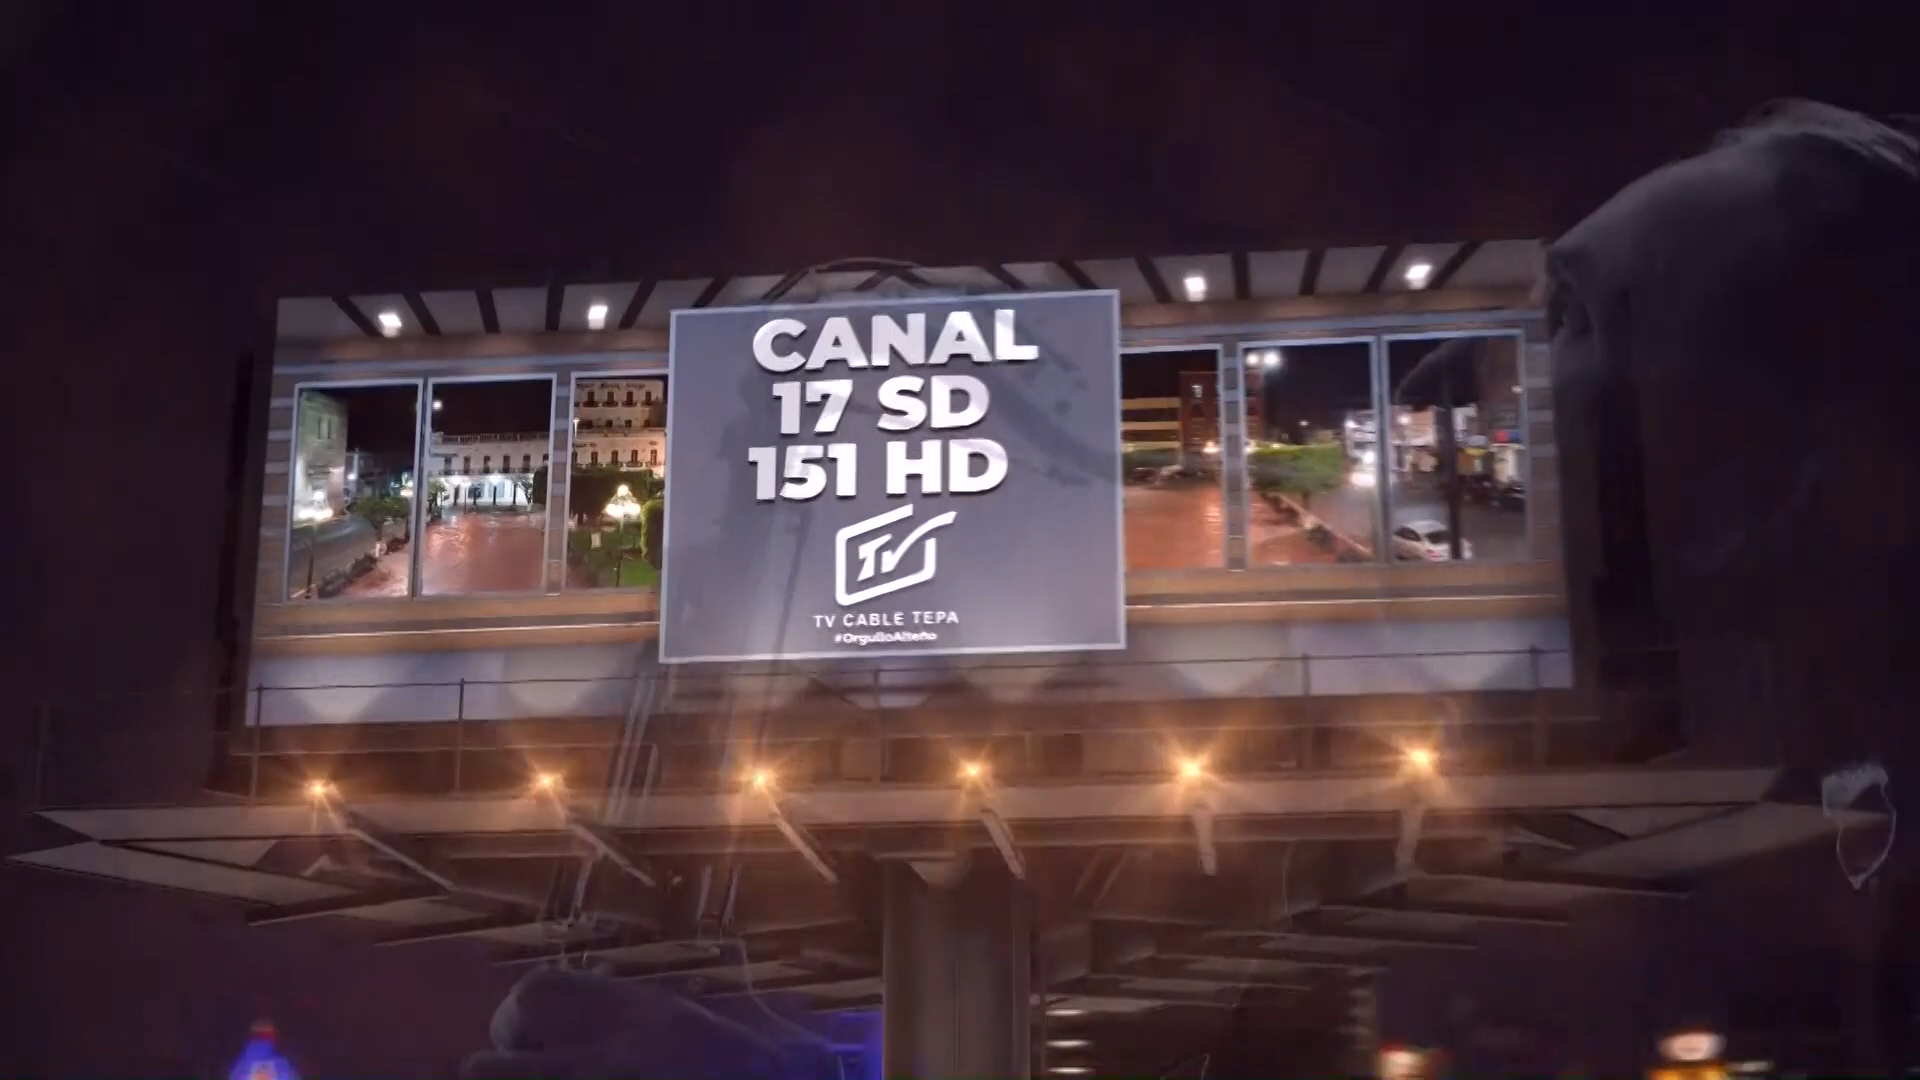 CANAL
17 SD
151 HD
TV
TV CABLE TEPA
#OrgulloAlteño